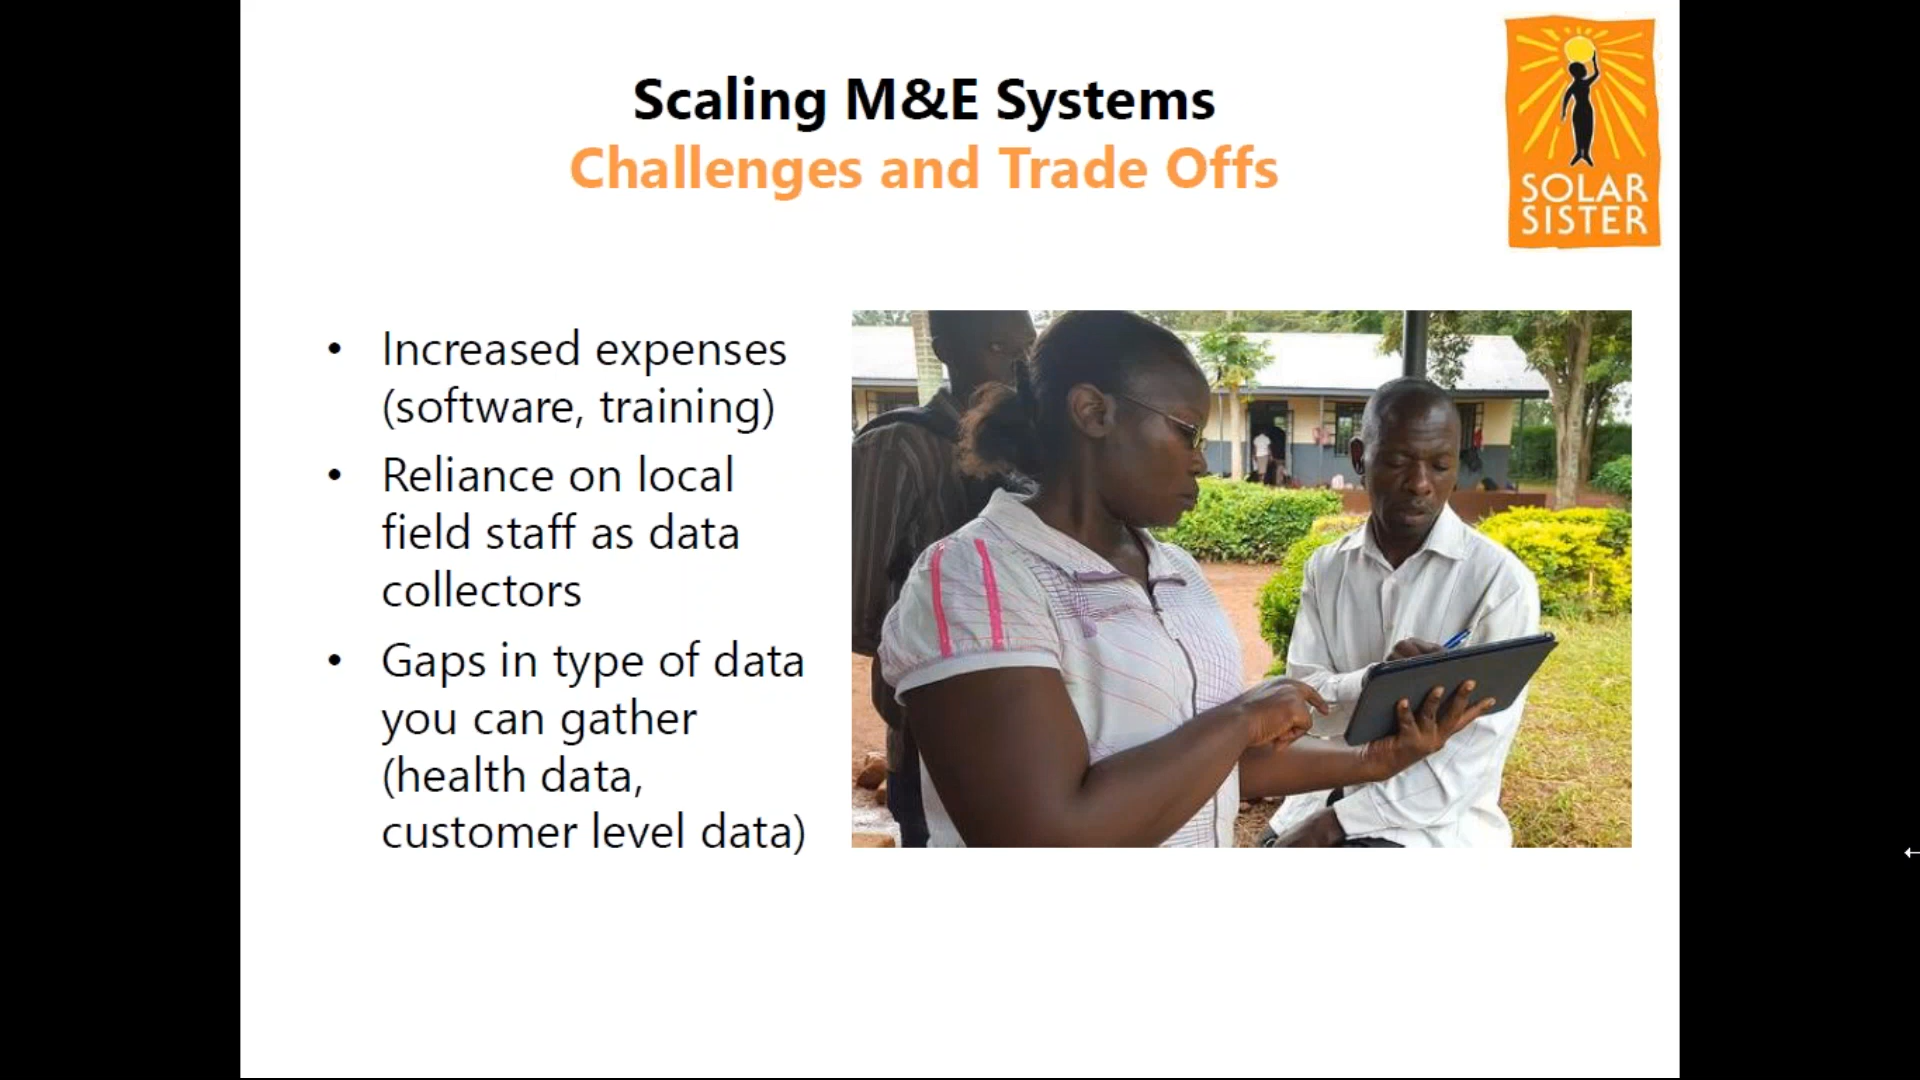 Scaling M&E Systems
Challenges and Trade Offs
SOLAR
SISTER
• Increased expenses
(software, training)
• Reliance on local
field staff as data
collectors
• Gaps in type of data
you can gather
(health data,
customer level data)